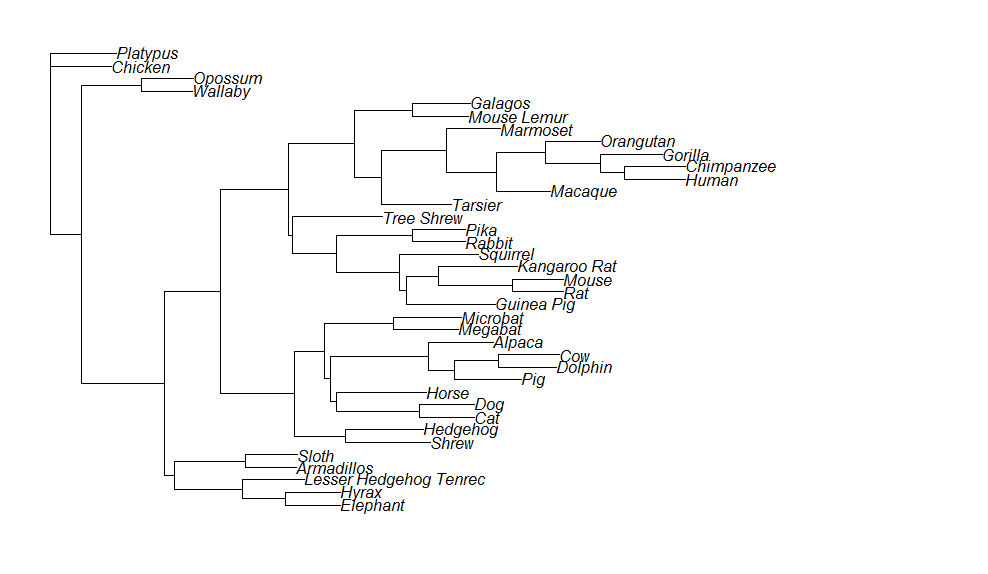 Platypus
Chicken
Opossum
Wallaby
Galagos
Mouse Lemur
Marmoset
Orangutan
Gorilla
Chimpanzee
Human
Macaque
Tarsier
Tree Shrew
Pika
Rabbit
Squirrel
Kangaroo Rat
Mouse
Rat
Guinea Pig
Microbat
Megabat
Alpaca
Cow
Dolphin
Pig
Horse
Dog
Cat
Hedgehog
Shrew
Sloth
Armadillos
Lesser Hedgehog Tenrec
Hyrax
Elephant